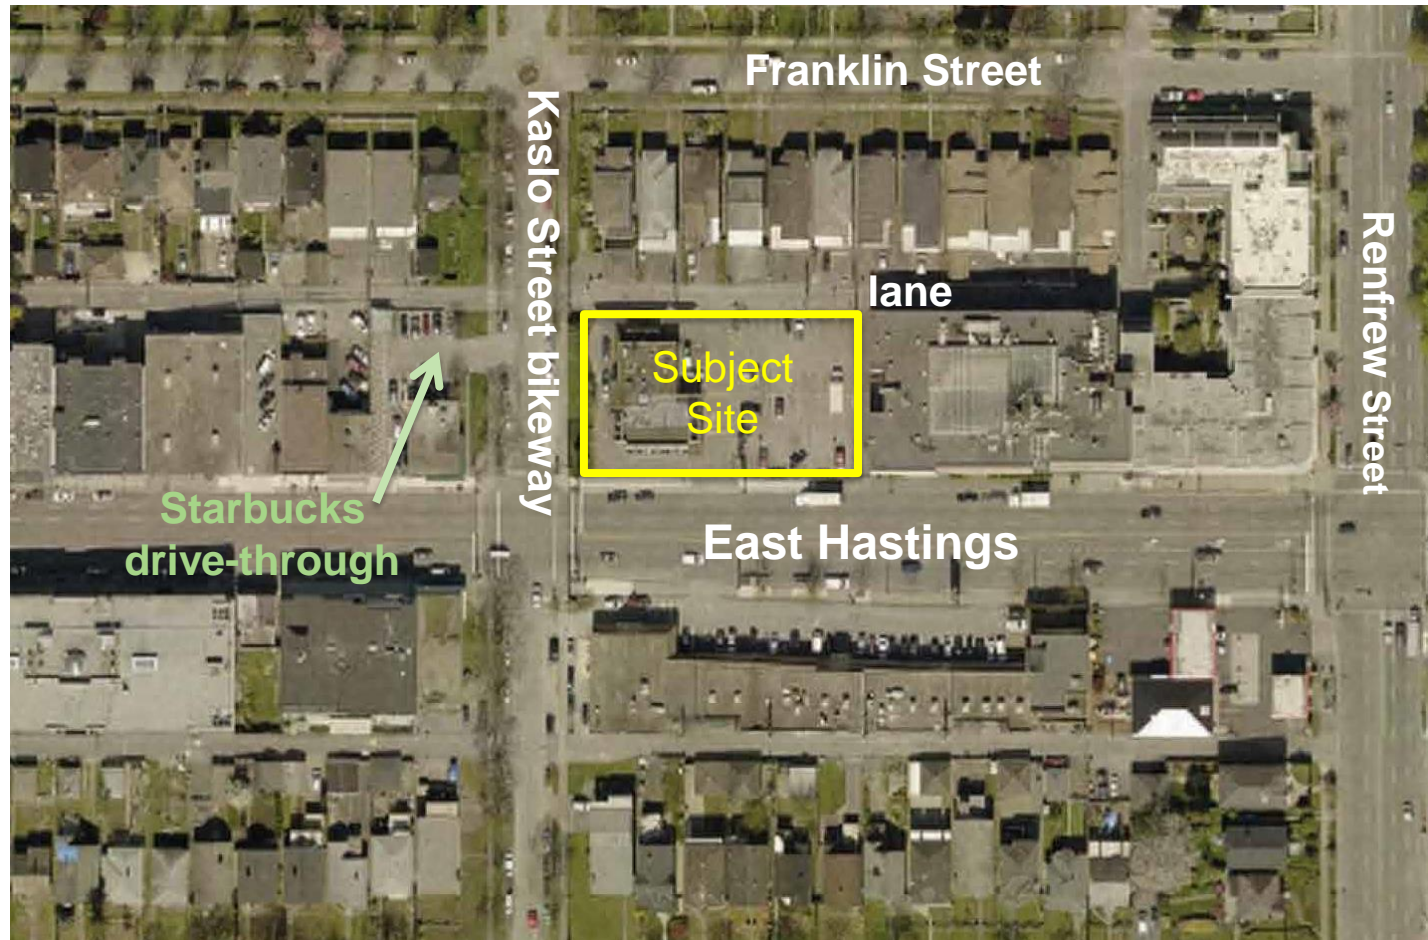 Franklin Street
Kaslo Street bikeway
Renfrew Street
lane
Subject
Site
Starbucks
drive-through
East Hastings